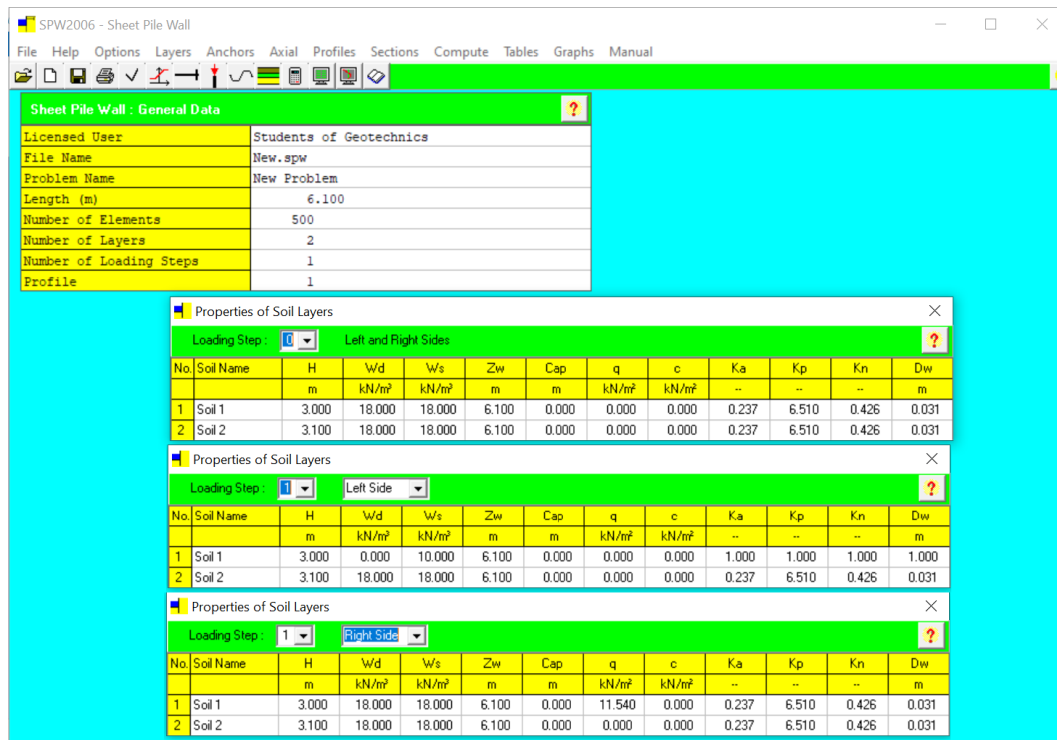 SPW2006 - Sheet Pile Wall
File Help Options Layers Anchors Axial Profiles Sections Compute Tables Graphs Manual
Sheet Pile Wall : General Data ?
Licensed User Students of Geotechnics
File Name New.spw
Problem Name New Problem
Length (m) 6.100
Number of Elements 500
Number of Layers 2
Number of Loading Steps 1
Profile 1
Properties of Soil Layers
Loading Step : 0 Left and Right Sides ?
No. Soil Name H Wd Ws Zw Cap q c Ka Kp Kn Dw
m kN/m³ kN/m³ m m kN/m² kN/m² -- -- -- m
1 Soil 1 3.000 18.000 18.000 6.100 0.000 0.000 0.000 0.237 6.510 0.426 0.031
2 Soil 2 3.100 18.000 18.000 6.100 0.000 0.000 0.000 0.237 6.510 0.426 0.031
Properties of Soil Layers
Loading Step : 1 Left Side ?
No. Soil Name H Wd Ws Zw Cap q c Ka Kp Kn Dw
m kN/m³ kN/m³ m m kN/m² kN/m² -- -- -- m
1 Soil 1 3.000 0.000 10.000 6.100 0.000 0.000 0.000 1.000 1.000 1.000 1.000
2 Soil 2 3.100 18.000 18.000 6.100 0.000 0.000 0.000 0.237 6.510 0.426 0.031
Properties of Soil Layers
Loading Step : 1 Right Side ?
No. Soil Name H Wd Ws Zw Cap q c Ka Kp Kn Dw
m kN/m³ kN/m³ m m kN/m² kN/m² -- -- -- m
1 Soil 1 3.000 18.000 18.000 6.100 0.000 11.540 0.000 0.237 6.510 0.426 0.031
2 Soil 2 3.100 18.000 18.000 6.100 0.000 0.000 0.000 0.237 6.510 0.426 0.031